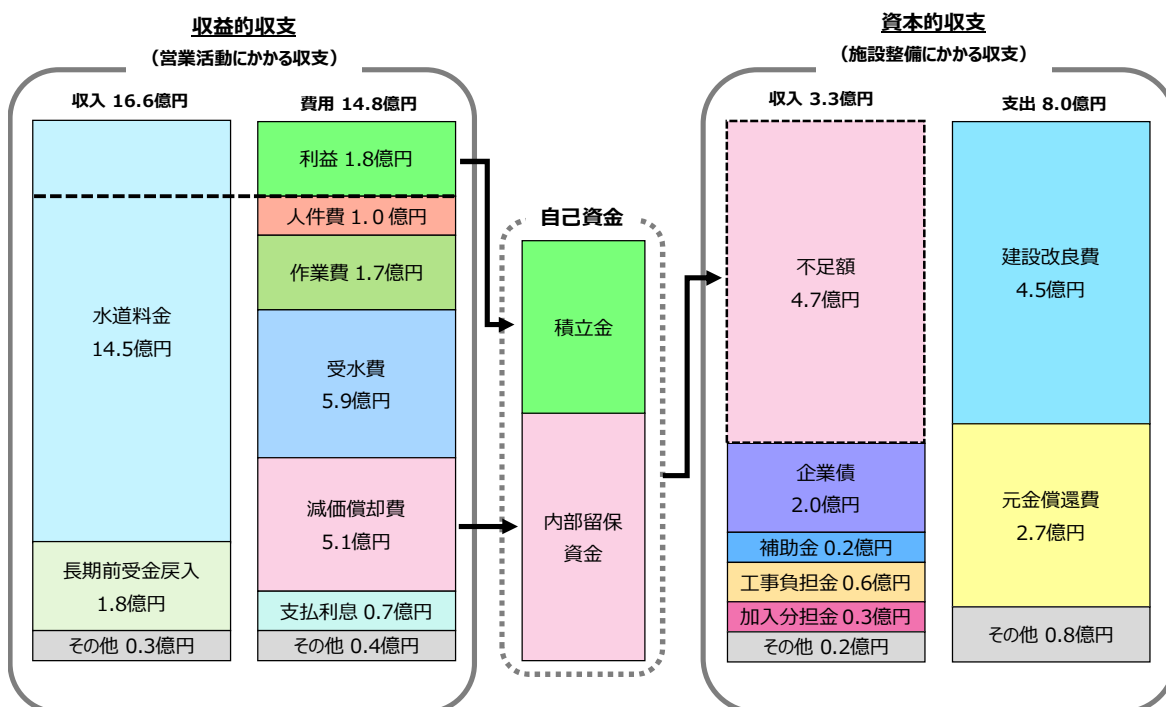 収益的収支
（営業活動にかかる収支）
収入 16.6億円
費用 14.8億円
水道料金
14.5億円
長期前受金戻入
1.8億円
その他 0.3億円
利益 1.8億円
人件費 1.０億円
作業費 1.7億円
受水費
5.9億円
減価償却費
5.1億円
支払利息 0.7億円
その他 0.4億円
自己資金
積立金
内部留保
資金
資本的収支
（施設整備にかかる収支）
収入 3.3億円
支出 8.0億円
不足額
4.7億円
企業債
2.0億円
補助金 0.2億円
工事負担金 0.6億円
加入分担金 0.3億円
その他 0.2億円
建設改良費
4.5億円
元金償還費
2.7億円
その他 0.8億円